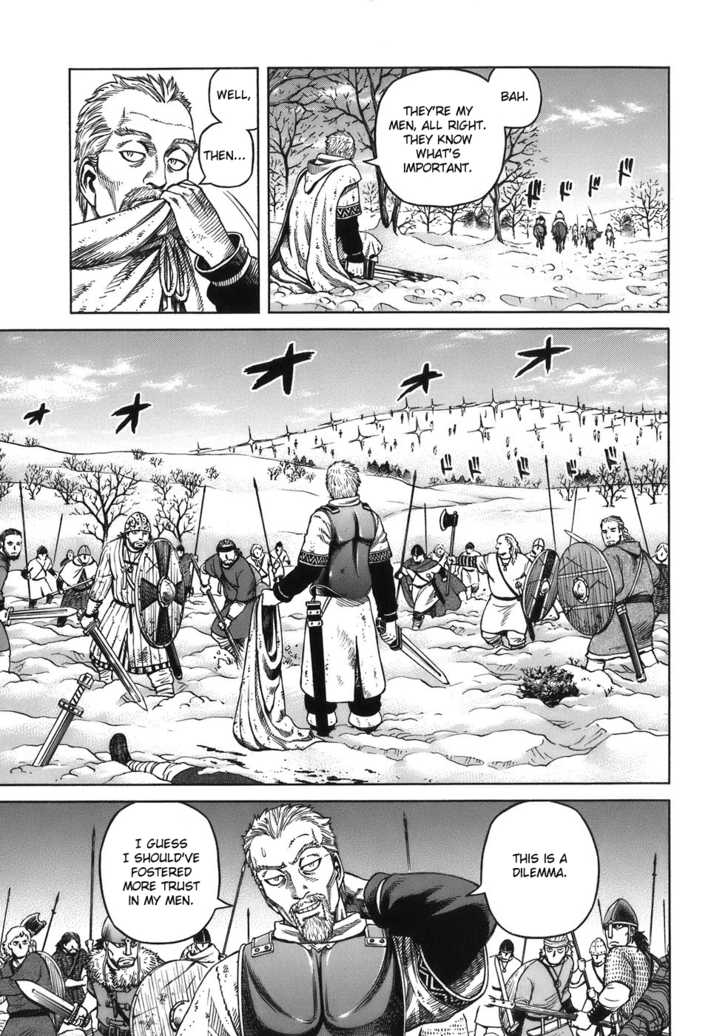 BAH.
THEY'RE MY
MEN, ALL RIGHT.
THEY KNOW
WHAT'S
IMPORTANT.
WELL,
THEN...
ドドドド
ドドドド
THIS IS A
DILEMMA.
I GUESS
I SHOULD'VE
FOSTERED
MORE TRUST
IN MY MEN.